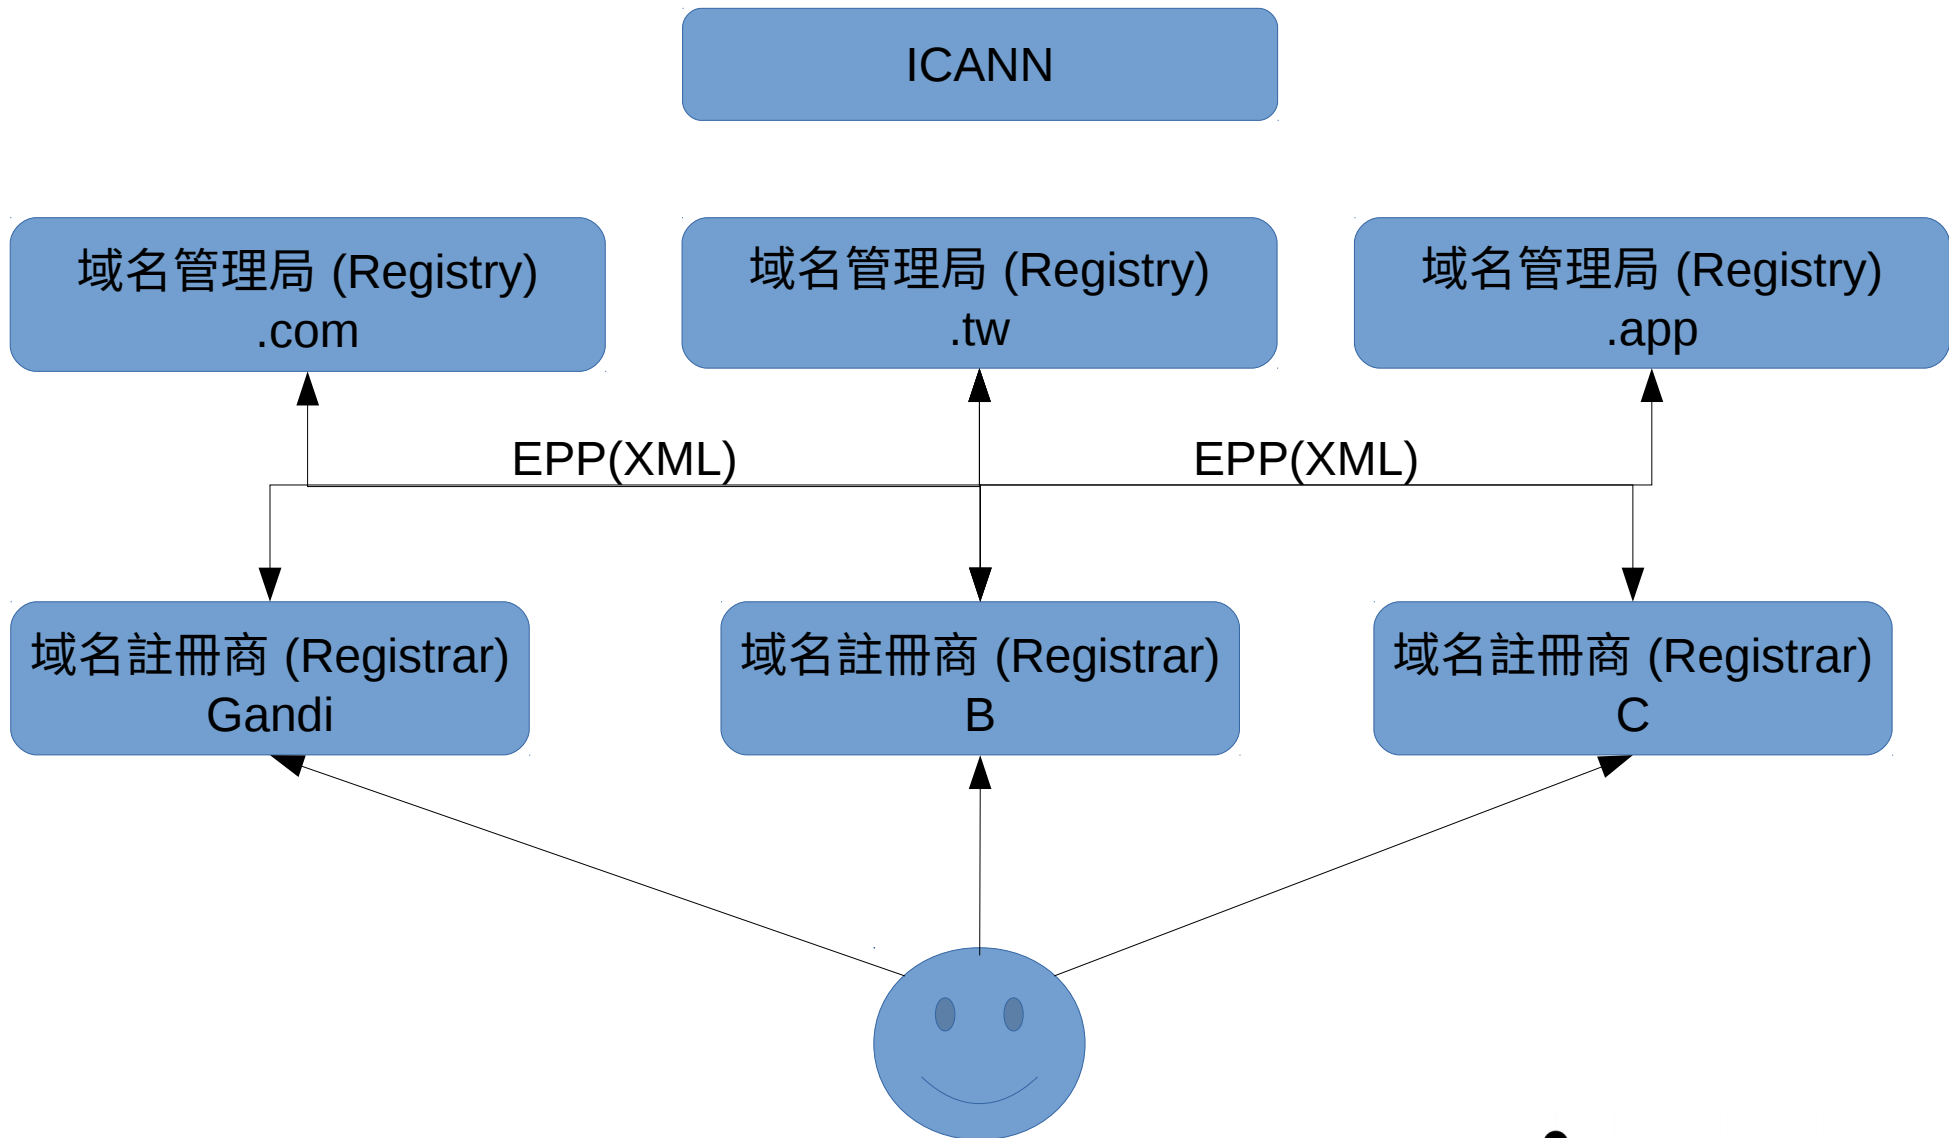 ICANN
域名管理局 (Registry)
.com
域名管理局 (Registry)
.tw
域名管理局 (Registry)
.app
EPP(XML)
EPP(XML)
域名註冊商 (Registrar)
Gandi
域名註冊商 (Registrar)
B
域名註冊商 (Registrar)
C